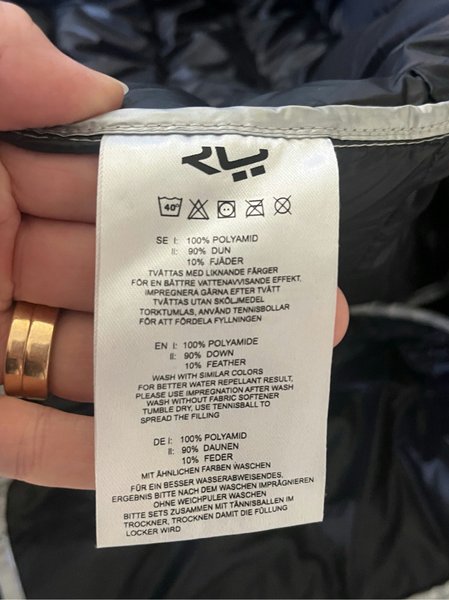 40°
SE I: 100% POLYAMID
II: 90% DUN
10% FJÄDER
TVÄTTAS MED LIKNANDE FÄRGER
FÖR EN BÄTTRE VATTENAVVISANDE EFFEKT,
IMPREGNERA GÄRNA EFTER TVÄTT
TVÄTTAS UTAN SKÖLJMEDEL
TORKTUMLAS, ANVÄND TENNISBOLLAR
FÖR ATT FÖRDELA FYLLNINGEN
EN I: 100% POLYAMIDE
II: 90% DOWN
10% FEATHER
WASH WITH SIMILAR COLORS
FOR BETTER WATER REPELLANT RESULT,
PLEASE USE IMPREGNATION AFTER WASH
WASH WITHOUT FABRIC SOFTENER
TUMBLE DRY, USE TENNISBALL TO
SPREAD THE FILLING
DE I: 100% POLYAMID
II: 90% DAUNEN
10% FEDER
MIT ÄHNLICHEN FARBEN WASCHEN
FÜR EIN BESSER WASSERABWEISENDES,
ERGEBNIS BITTE NACH DEM WASCHEN IMPRÄGNIEREN
OHNE WEICHPULER WASCHEN
BITTE SETS ZUSAMMEN MIT TÄNNISBALLEN IM
TROCKNER, TROCKNEN DAMIT DIE FÜLLUNG
LOCKER WIRD